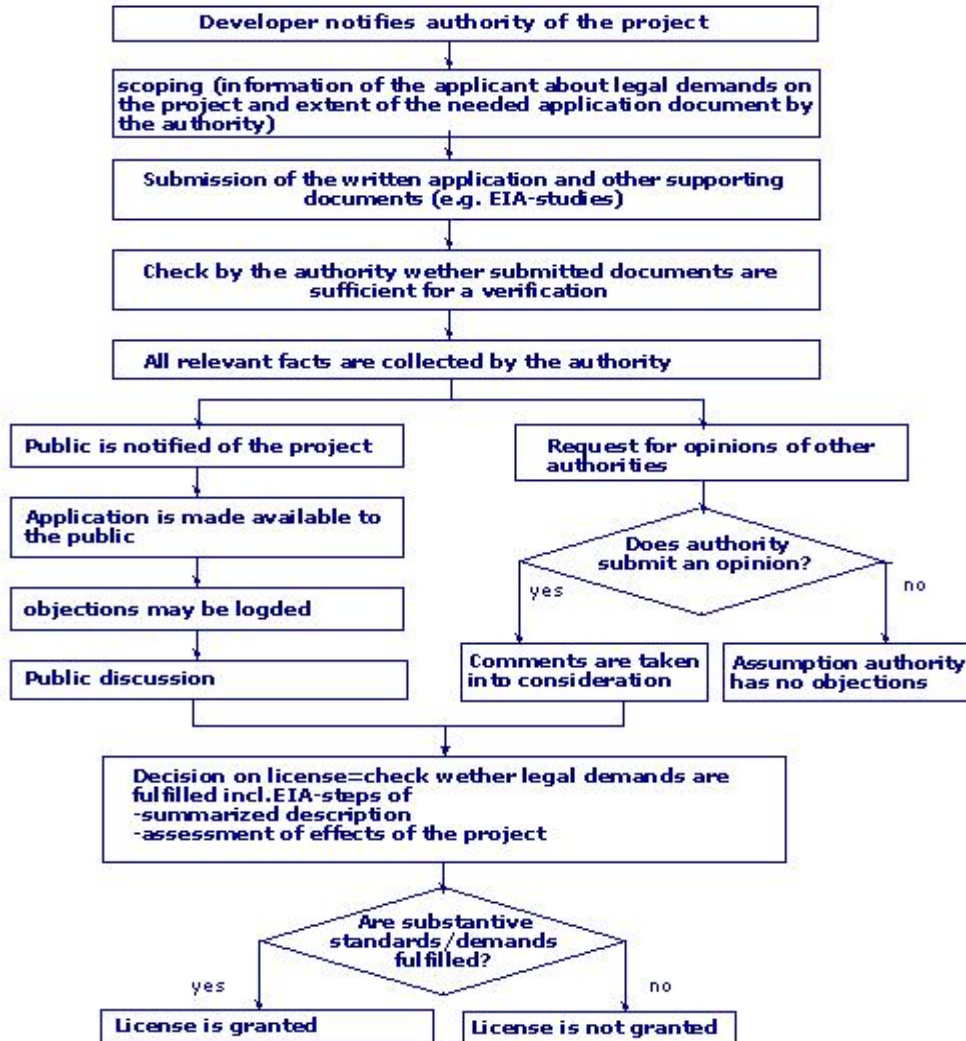 Developer notifies authority of the project
scoping (information of the applicant about legal demands on
the project and extent of the needed application document by
the authority)
Submission of the written application and other supporting
documents (e.g. EIA-studies)
Check by the authority wether submitted documents are
sufficient for a verification
All relevant facts are collected by the authority
Public is notified of the project
Application is made available to
the public
objections may be logded
Public discussion
Request for opinions of other
authorities
Does authority
submit an opinion?
yes
no
Comments are taken
into consideration
Assumption authority
has no objections
Decision on license=check wether legal demands are
fulfilled incl.EIA-steps of
-summarized description
-assessment of effects of the project
Are substantive
standards/demands
fulfilled?
yes
no
License is granted
License is not granted